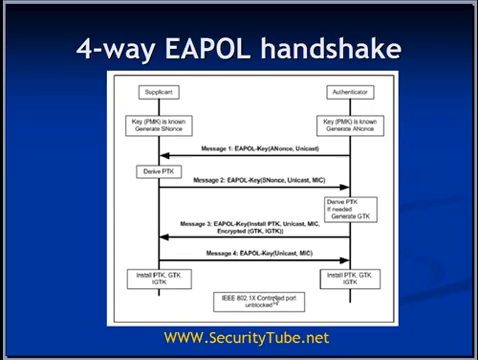 4-way EAPOL handshake
Supplicant
Authenticator
Key (PMK) is known
Generate SNonce
Key (PMK) is known
Generate ANonce
Message 1: EAPOL-Key(ANonce, Unicast)
Derive PTK
Message 2: EAPOL-Key(SNonce, Unicast, MIC)
Derive PTK
If needed
Generate GTK
Message 3: EAPOL-Key(Install PTK, Unicast, MIC,
Encrypted (GTK, IGTK))
Message 4: EAPOL-Key(Unicast, MIC)
Install PTK, GTK,
IGTK
Install PTK, GTK,
IGTK
IEEE 802.1X Controlled port
unblocked
WWW.SecurityTube.net